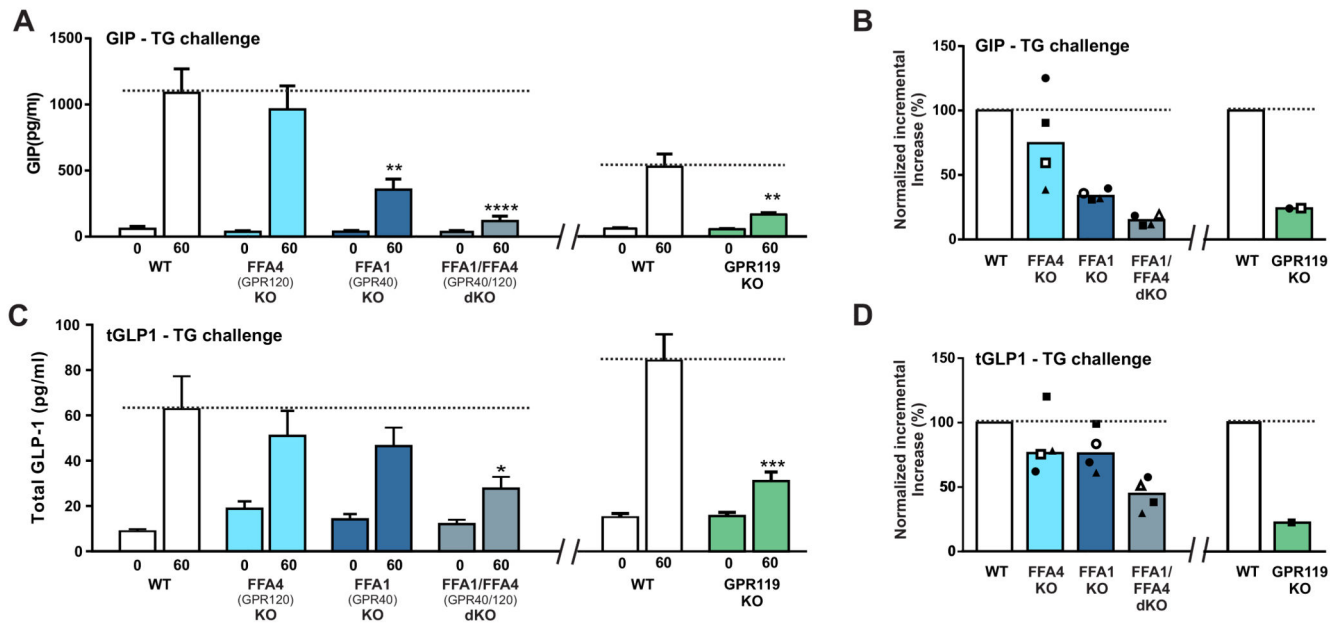 A
GIP - TG challenge
GIP(pg/ml)
1500
1000
500
0
**
****
**
0 60 0 60 0 60 0 60 0 60 0 60
WT FFA4 FFA1 FFA1/FFA4 WT GPR119
(GPR120) (GPR40) (GPR40/120) KO
KO KO dKO
B
GIP - TG challenge
Normalized incremental
Increase (%)
150
100
50
0
WT FFA4 FFA1 FFA1/ WT GPR119
KO KO FFA4 KO
dKO
C
tGLP1 - TG challenge
Total GLP-1 (pg/ml)
100
80
60
40
20
0
*
***
0 60 0 60 0 60 0 60 0 60 0 60
WT FFA4 FFA1 FFA1/FFA4 WT GPR119
(GPR120) (GPR40) (GPR40/120) KO
KO KO dKO
D
tGLP1 - TG challenge
Normalized incremental
Increase (%)
150
100
50
0
WT FFA4 FFA1 FFA1/ WT GPR119
KO KO FFA4 KO
dKO